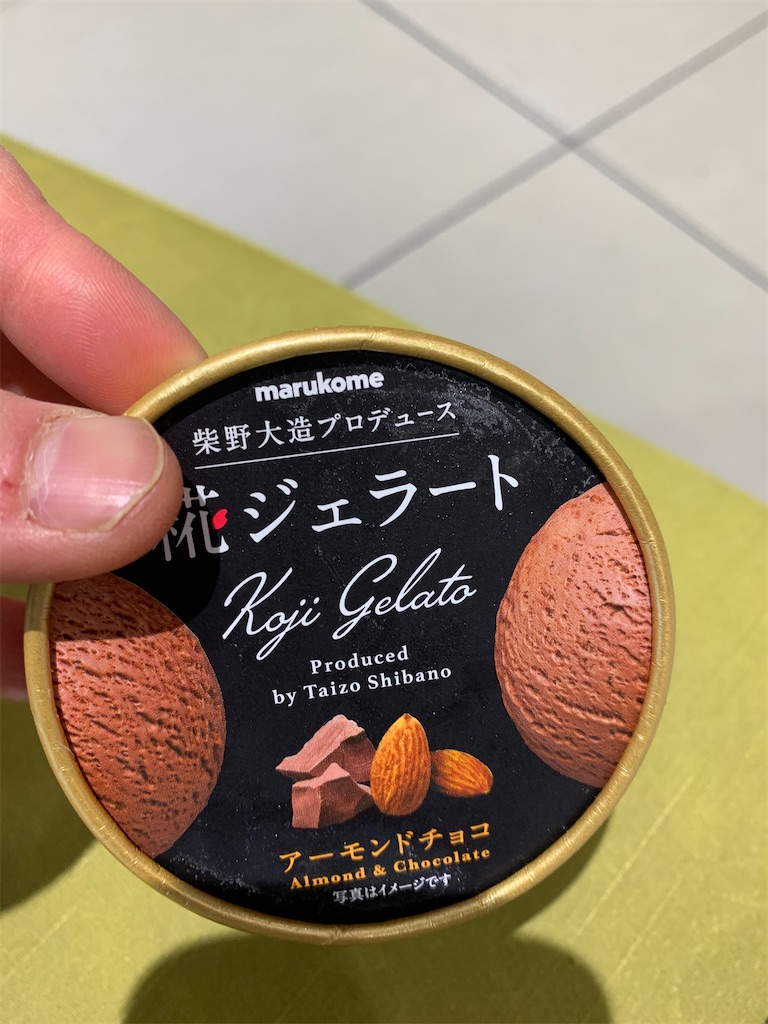 marukome
柴野大造プロデュース
糀ジェラート
Koji Gelato
Produced
by Taizo Shibano
アーモンドチョコ
Almond & Chocolate
写真はイメージです